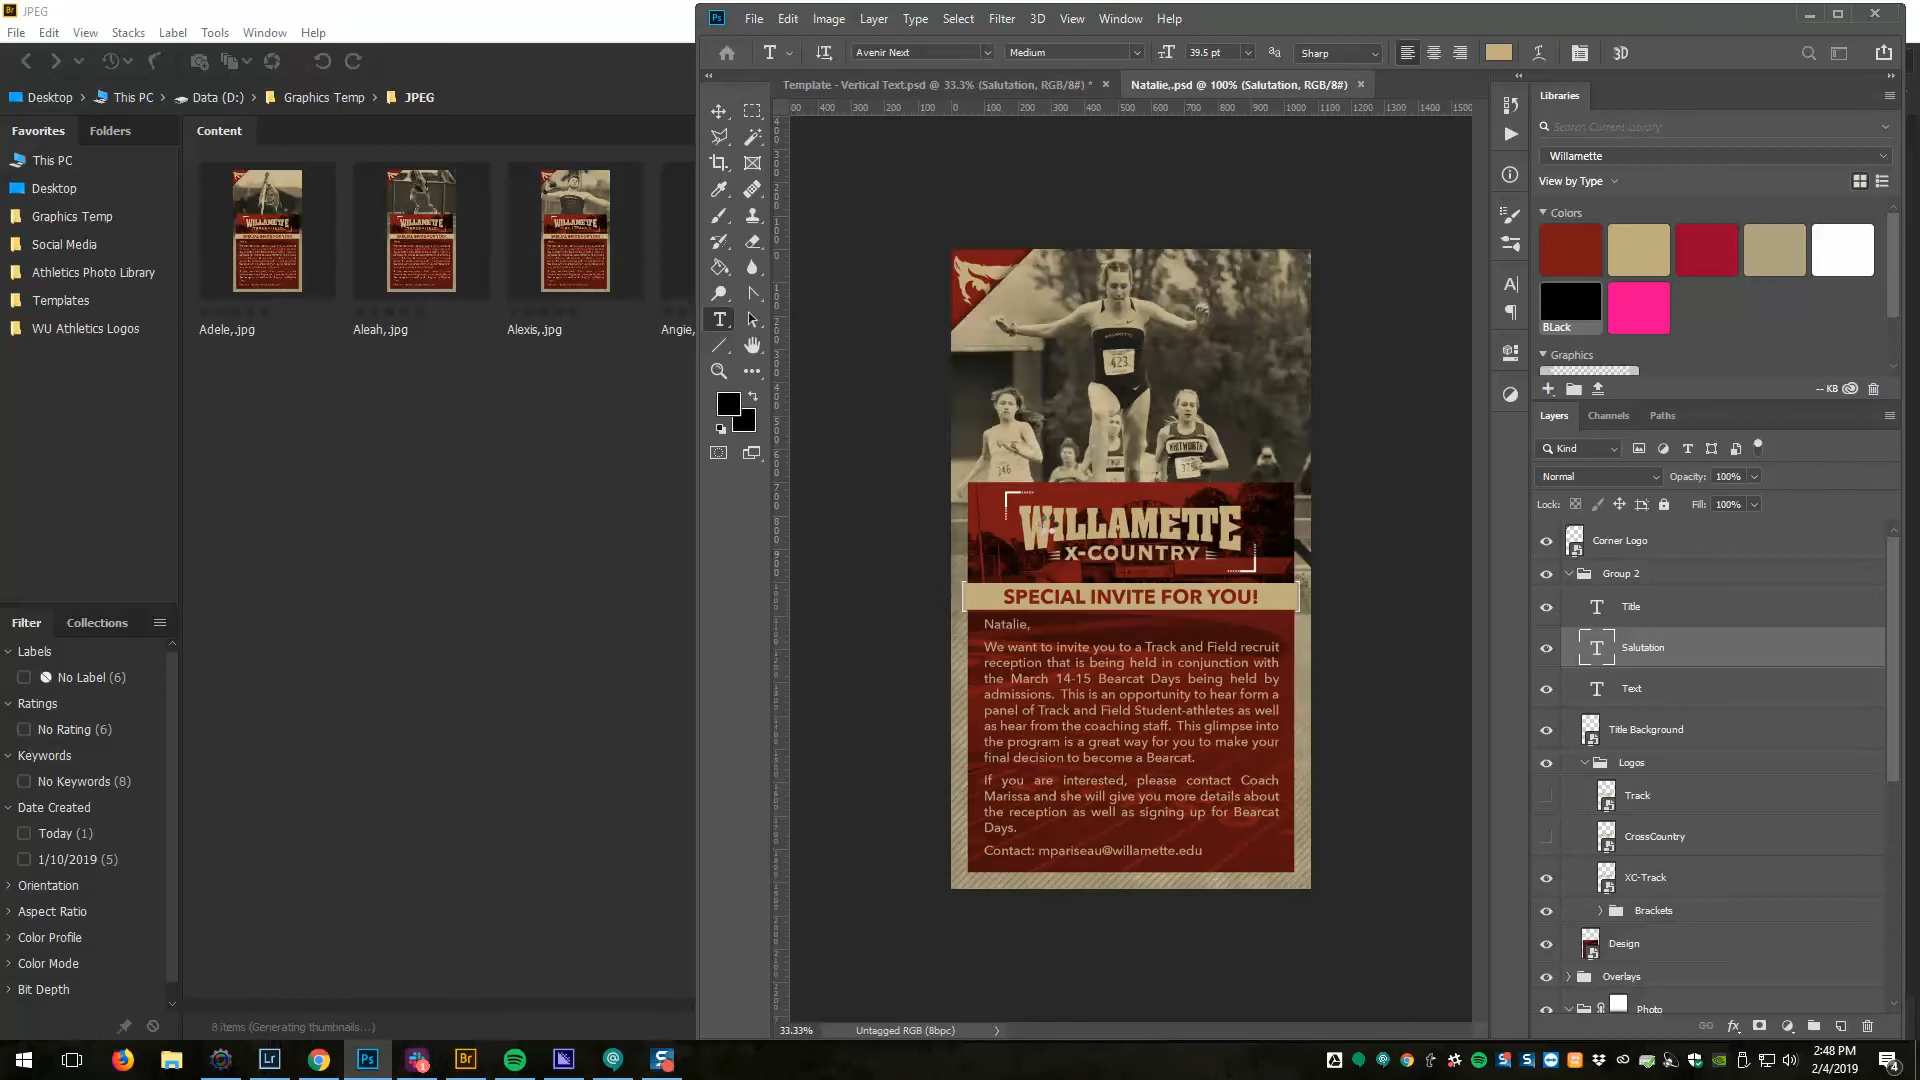 JPEG
File Edit View Stacks Label Tools Window Help
Desktop This PC Data (D:) Graphics Temp JPEG
Favorites Folders
This PC
Desktop
Graphics Temp
Social Media
Athletics Photo Library
Templates
WU Athletics Logos
Content
Adele,.jpg Aleah,.jpg Alexis,.jpg Angie,
Filter Collections
Labels
No Label (6)
Ratings
No Rating (6)
Keywords
No Keywords (8)
Date Created
Today (1)
1/10/2019 (5)
Orientation
Aspect Ratio
Color Profile
Color Mode
Bit Depth
8 items (Generating thumbnails...)
File Edit Image Layer Type Select Filter 3D View Window Help
Avenir Next Medium 39.5 pt Sharp 3D
Template - Vertical Text.psd @ 33.3% (Salutation, RGB/8#) *
Natalie,.psd @ 100% (Salutation, RGB/8#)
WILLAMETTE
423
WHITWORTH
WILLAMETTE
X-COUNTRY
SPECIAL INVITE FOR YOU!
Natalie,
We want to invite you to a Track and Field recruit
reception that is being held in conjunction with
the March 14-15 Bearcat Days being held by
admissions. This is an opportunity to hear form a
panel of Track and Field Student-athletes as well
as hear from the coaching staff. This glimpse into
the program is a great way for you to make your
final decision to become a Bearcat.
If you are interested, please contact Coach
Marissa and she will give you more details about
the reception as well as signing up for Bearcat
Days.
Contact: mpariseau@willamette.edu
33.33% Untagged RGB (8bpc)
Libraries
Search Current Library
Willamette
View by Type
Colors
BLack
Graphics
-- KB
Layers Channels Paths
Kind
Normal Opacity: 100%
Lock: Fill: 100%
Corner Logo
Group 2
Title
Salutation
Text
Title Background
Logos
Track
CrossCountry
XC-Track
Brackets
Design
Overlays
Photo
2:48 PM
2/4/2019